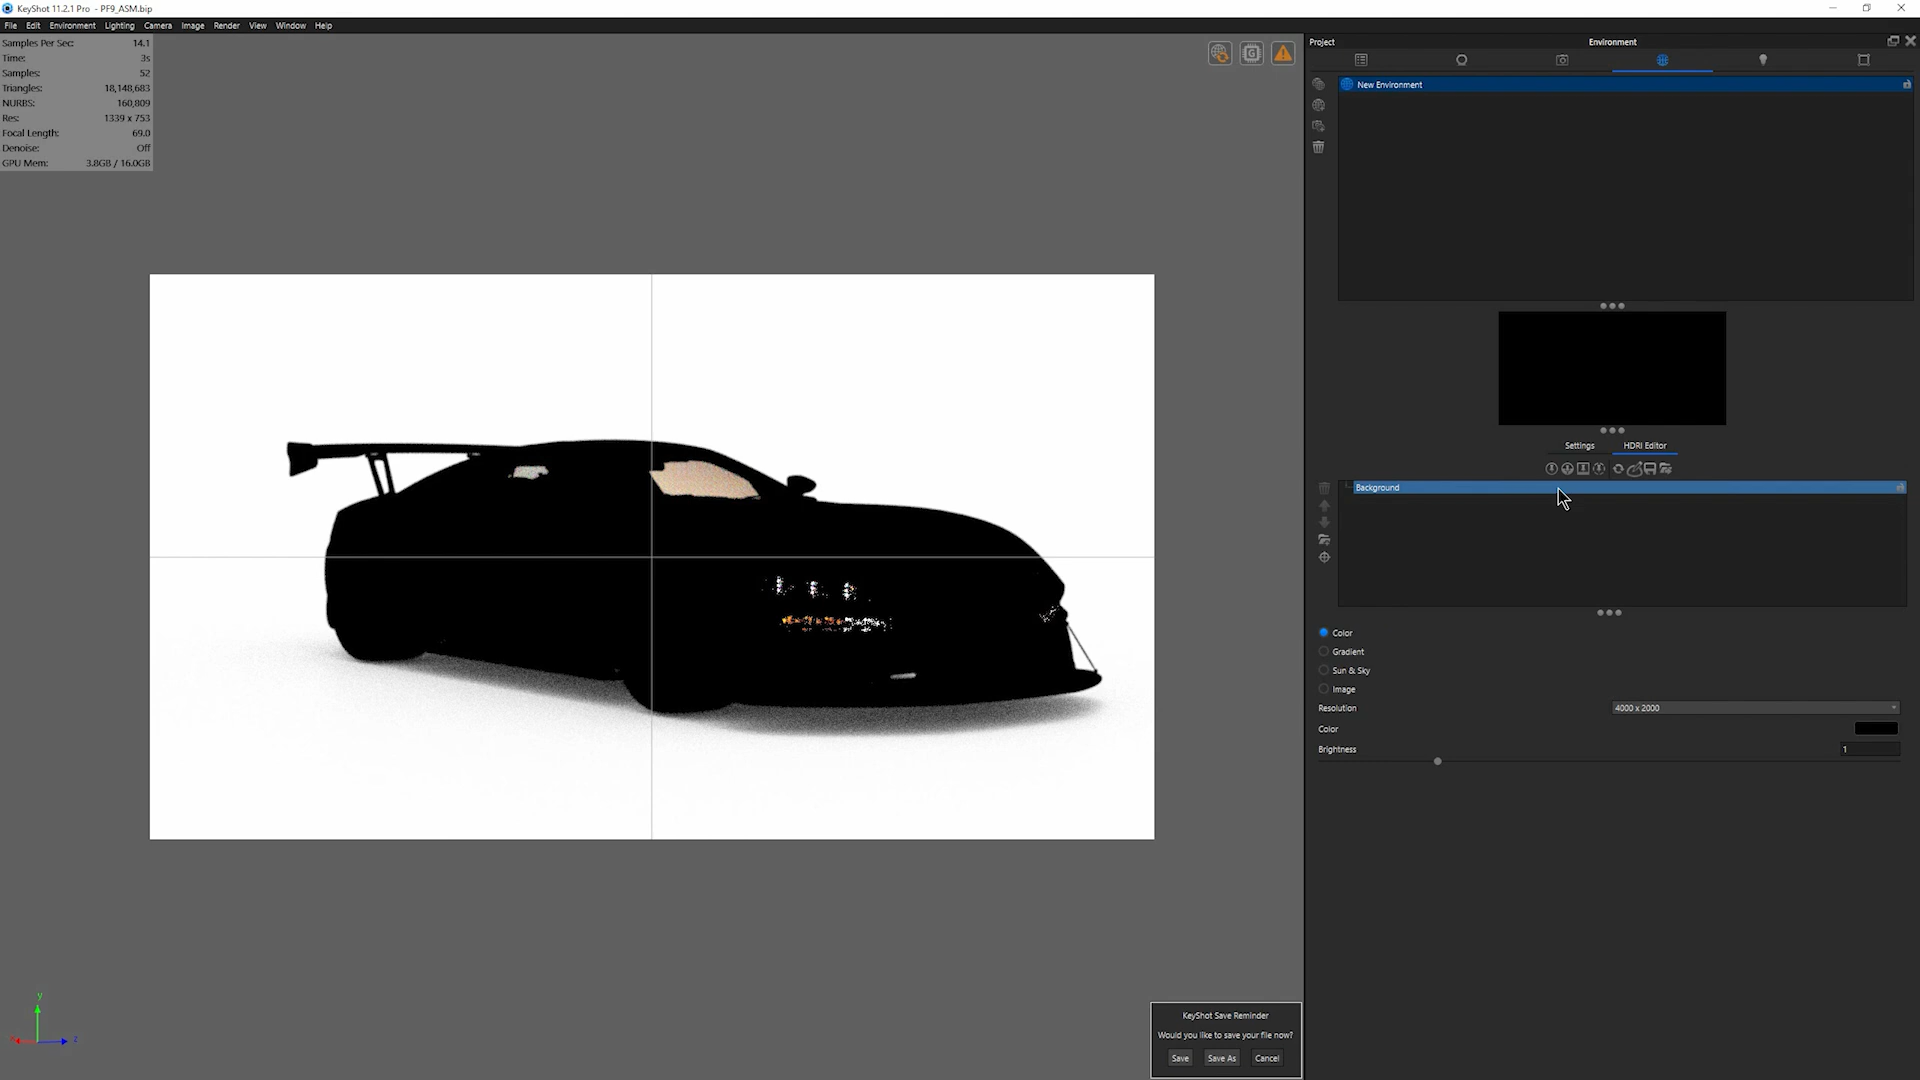 KeyShot 11.2.1 Pro - PF9_ASM.bip
File Edit Environment Lighting Camera Image Render View Window Help
Samples Per Sec: 14.1
Time: 3s
Samples: 52
Triangles: 18,148,683
NURBS: 160,809
Res: 1339 x 753
Focal Length: 69.0
Denoise: Off
GPU Mem: 3.8GB / 16.0GB
Project Environment
New Environment
Settings HDRI Editor
Background
Color
Gradient
Sun & Sky
Image
Resolution 4000 x 2000
Color
Brightness 1
y
z
KeyShot Save Reminder
Would you like to save your file now?
Save Save As Cancel